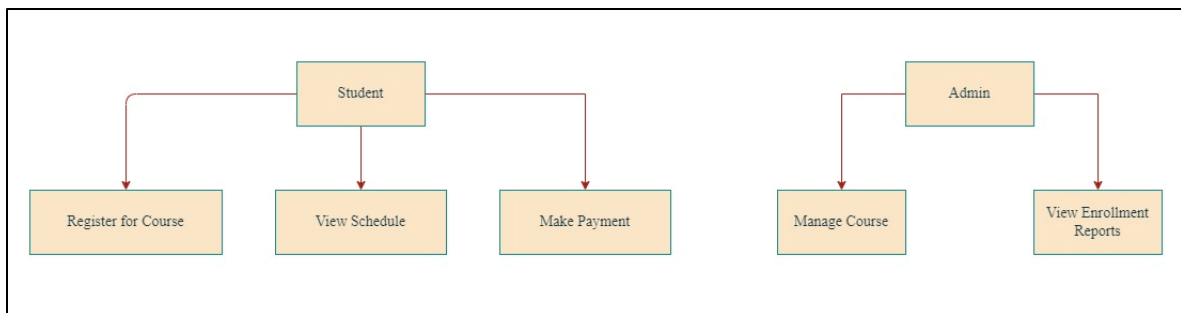 Student
Admin
Register for Course
View Schedule
Make Payment
Manage Course
View Enrollment
Reports